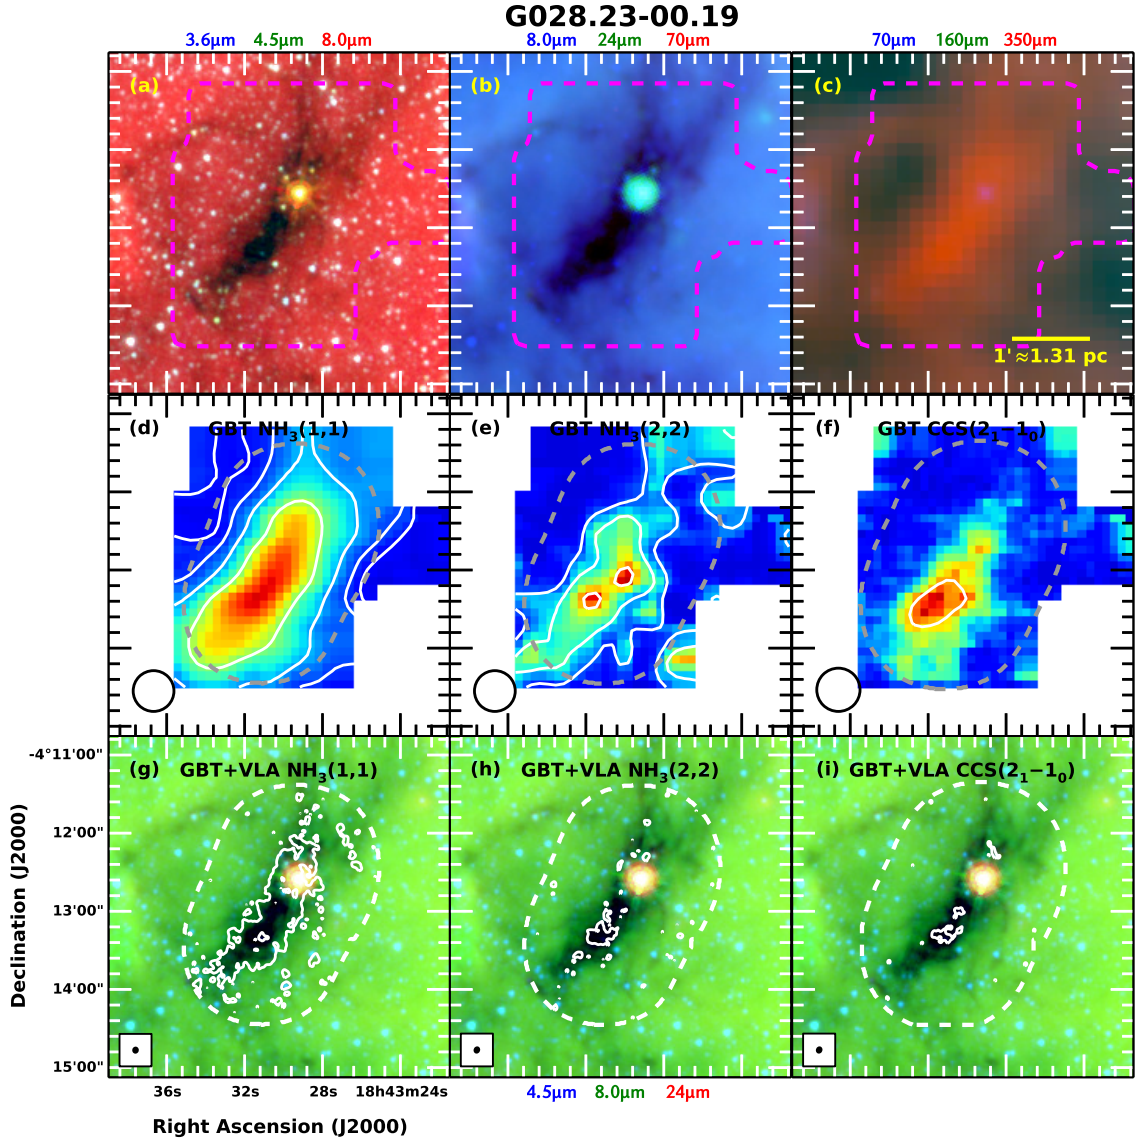 G028.23-00.19
3.6μm 4.5μm 8.0μm 8.0μm 24μm 70μm 70μm 160μm 350μm
(a) (b) (c)
1'≈1.31 pc
(d) GBT NH₃(1,1) (e) GBT NH₃(2,2) (f) GBT CCS(2₁−1₀)
(g) GBT+VLA NH₃(1,1) (h) GBT+VLA NH₃(2,2) (i) GBT+VLA CCS(2₁−1₀)
-4°11'00"
12'00"
13'00"
14'00"
15'00"
Declination (J2000)
36s 32s 28s 18h43m24s
4.5μm 8.0μm 24μm
Right Ascension (J2000)